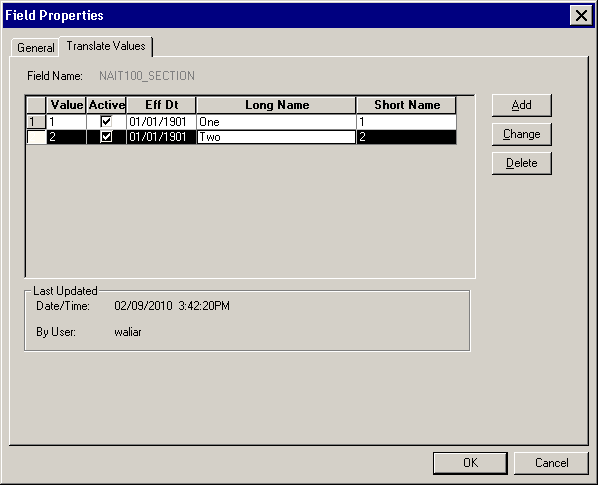 Field Properties
General Translate Values
Field Name: NAIT100_SECTION
Value Active Eff Dt Long Name Short Name
1 1 01/01/1901 One 1
2 01/01/1901 Two 2
Add
Change
Delete
Last Updated
Date/Time: 02/09/2010 3:42:20PM
By User: waliar
OK Cancel